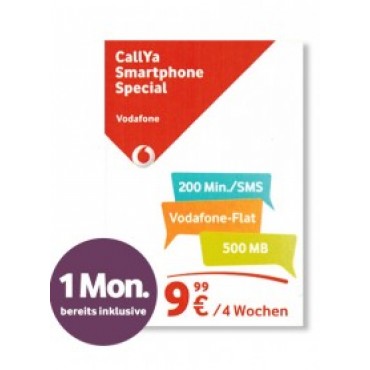 CallYa
Smartphone
Special
Vodafone
200 Min./SMS
Vodafone-Flat
500 MB
1 Mon.
bereits inklusive
9 99 € /4 Wochen